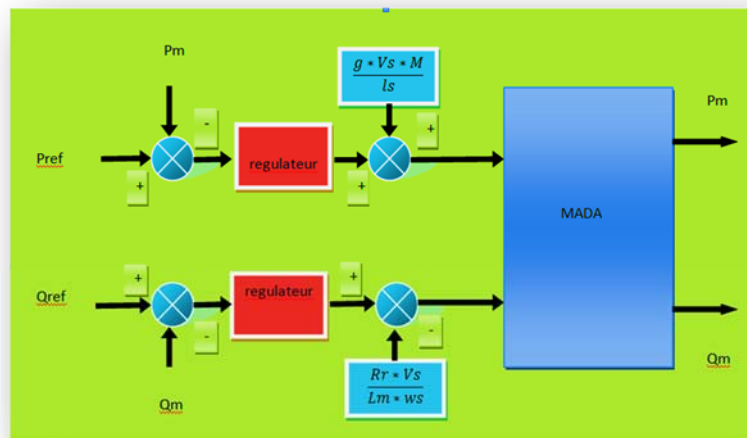 Pm
g * Vs * M
ls
-
+
Pm
Pref
regulateur
+
+
MADA
+
+
regulateur
Qref
-
-
Qm
Rr * Vs
Lm * ws
Qm